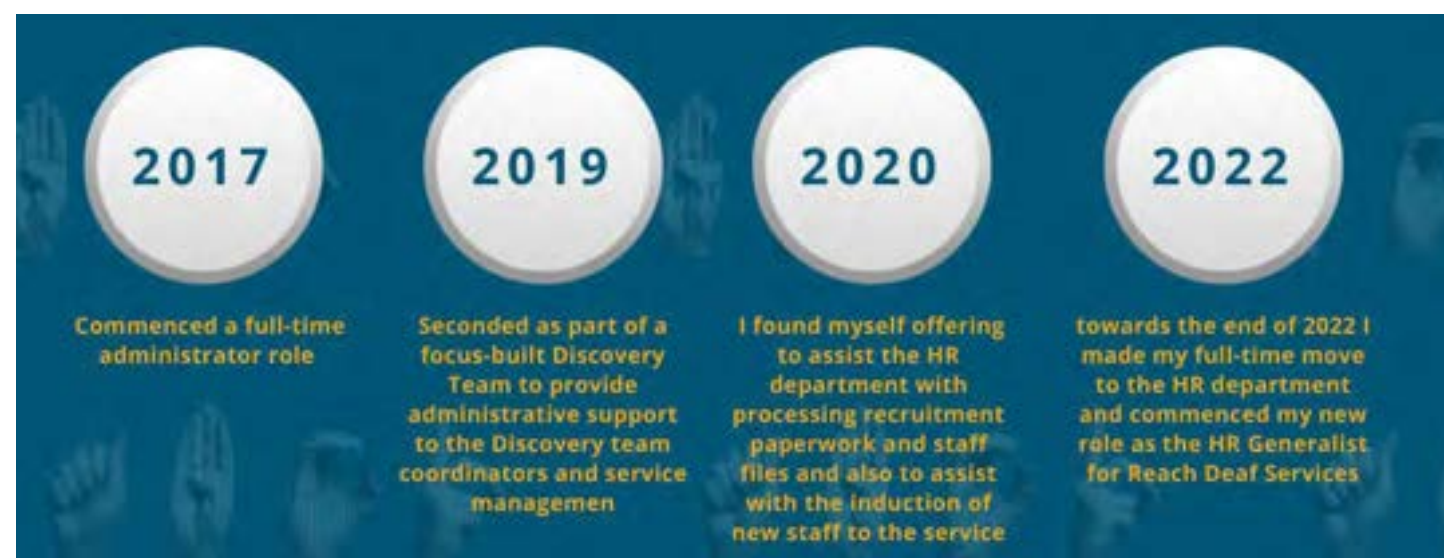 2017
Commenced a full-time
administrator role
2019
Seconded as part of a
focus-built Discovery
Team to provide
administrative support
to the Discovery team
coordinators and service
managemen
2020
I found myself offering
to assist the HR
department with
processing recruitment
paperwork and staff
files and also to assist
with the induction of
new staff to the service
2022
towards the end of 2022 I
made my full-time move
to the HR department
and commenced my new
role as the HR Generalist
for Reach Deaf Services